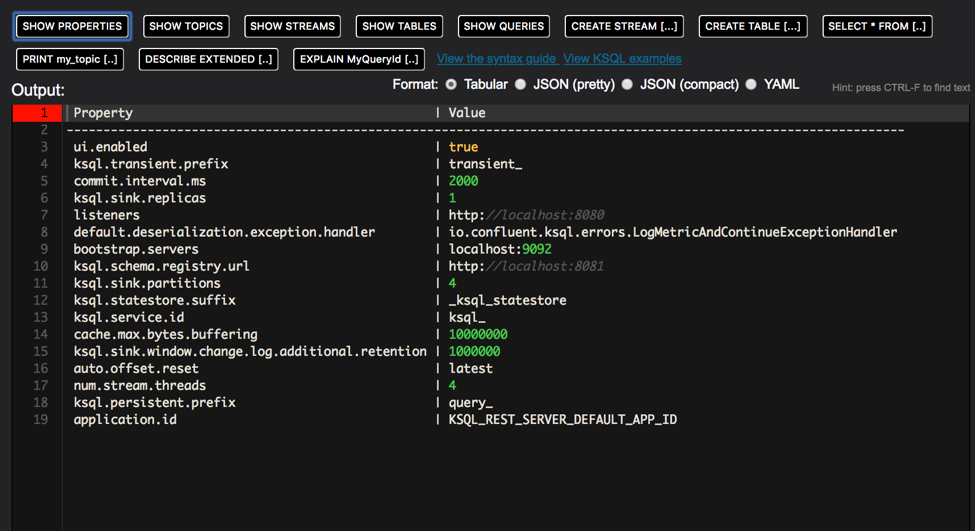 SHOW PROPERTIES SHOW TOPICS SHOW STREAMS SHOW TABLES SHOW QUERIES CREATE STREAM [...] CREATE TABLE [...] SELECT * FROM [..]
PRINT my_topic [..] DESCRIBE EXTENDED [..] EXPLAIN MyQueryId [..] View the syntax guide View KSQL examples
Output: Format: Tabular JSON (pretty) JSON (compact) YAML Hint: press CTRL-F to find text
1 Property | Value
2 --------------------------------------------------------------------------------------------------------------------
3 ui.enabled | true
4 ksql.transient.prefix | transient_
5 commit.interval.ms | 2000
6 ksql.sink.replicas | 1
7 listeners | http://localhost:8080
8 default.deserialization.exception.handler | io.confluent.ksql.errors.LogMetricAndContinueExceptionHandler
9 bootstrap.servers | localhost:9092
10 ksql.schema.registry.url | http://localhost:8081
11 ksql.sink.partitions | 4
12 ksql.statestore.suffix | _ksql_statestore
13 ksql.service.id | ksql_
14 cache.max.bytes.buffering | 10000000
15 ksql.sink.window.change.log.additional.retention | 1000000
16 auto.offset.reset | latest
17 num.stream.threads | 4
18 ksql.persistent.prefix | query_
19 application.id | KSQL_REST_SERVER_DEFAULT_APP_ID